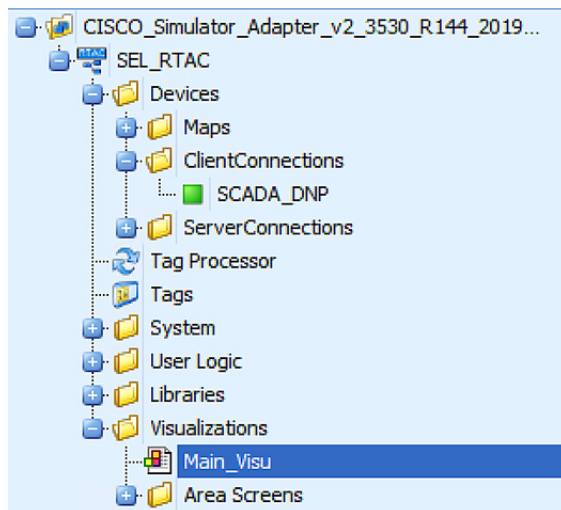 CISCO_Simulator_Adapter_v2_3530_R144_2019...
RTAC
SEL_RTAC
Devices
Maps
ClientConnections
SCADA_DNP
ServerConnections
Tag Processor
Tags
System
User Logic
Libraries
Visualizations
Main_Visu
Area Screens